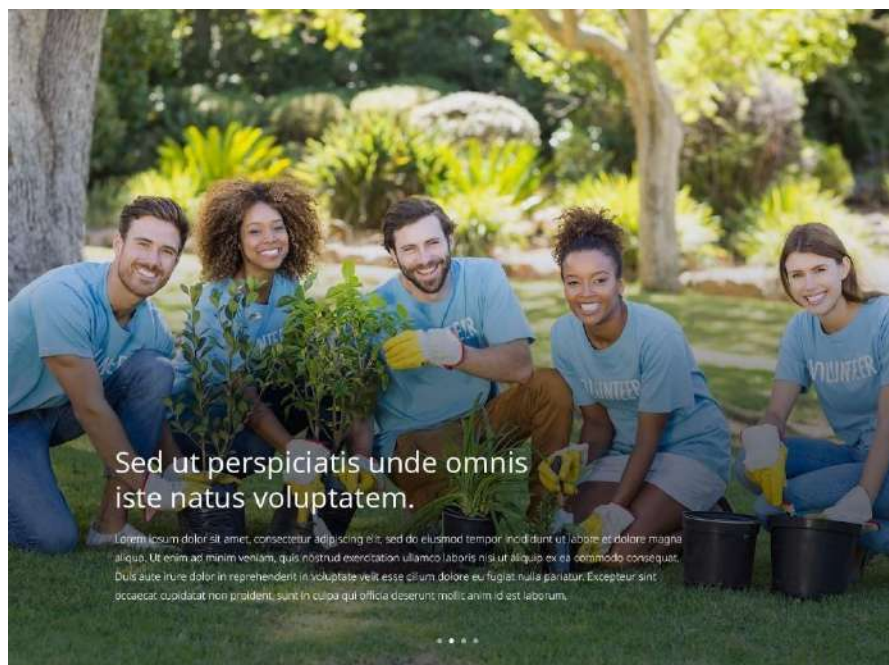 UNTEER
VOLUNTEER
VOLUNTEER
Sed ut perspiciatis unde omnis
iste natus voluptatem.
Lorem iosum dolor sit amet, consectetur adipiscing elit, sed do eiusmod tempor incididunt ut labore et dolore magna
aliqua. Ut enim ad minim veniam, quis nostrud exercitation ullamco laboris nisi ut aliquip ex ea commodo consequat.
Duis aute irure dolor in reprehenderit in voluptate velit esse cillum dolore eu fugiat nulla pariatur. Excepteur sint
occaecat cupidatat non proident, sunt in culpa qui officia deserunt mollit anim id est laborum.